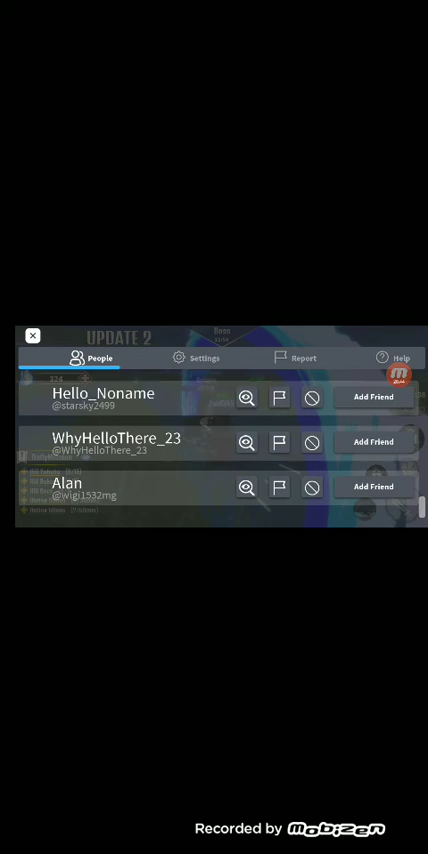 UPDATE 2
Boss
People
Settings
Report
Help
Hello_Noname
@starsky2499
Add Friend
WhyHelloThere_23
@WhyHelloThere_23
Add Friend
Alan
@wigi1532mg
Add Friend
Recorded by MOBIZEN